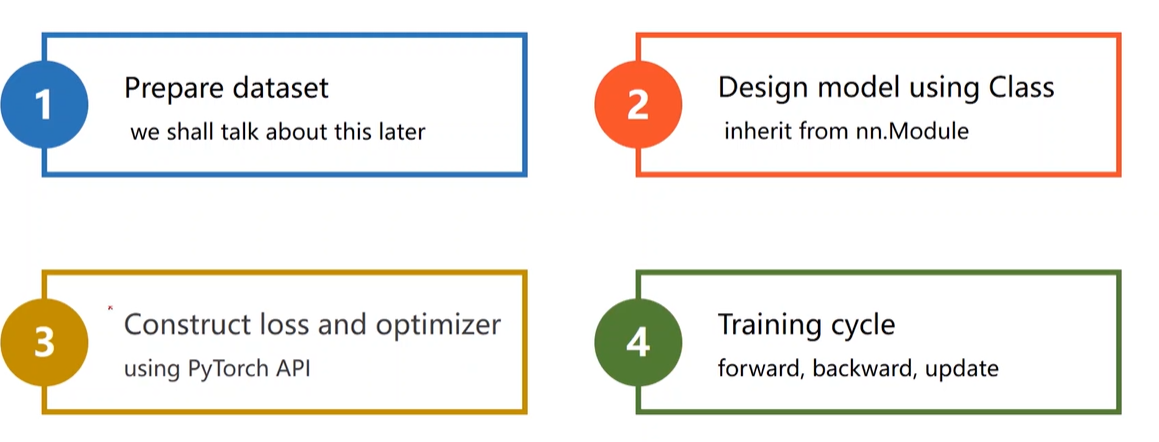 1
Prepare dataset
we shall talk about this later
2
Design model using Class
inherit from nn.Module
3
Construct loss and optimizer
using PyTorch API
4
Training cycle
forward, backward, update